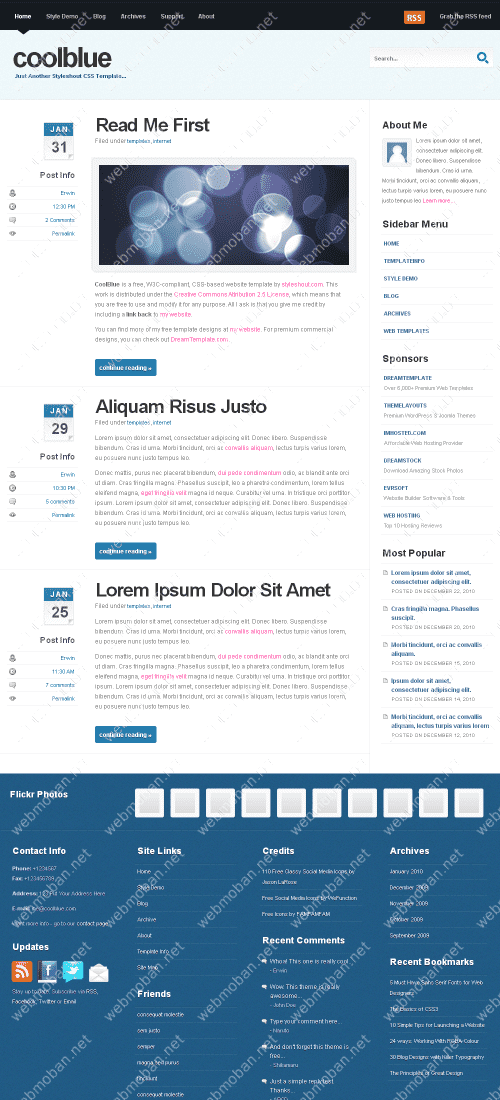 Home Style Demo Blog Archives Support About RSS Grab the RSS feed
coolblue
Just Another Styleshout CSS Template...
Search...
JAN
31
Post Info
Erwin
12:30 PM
2 Comments
Permalink
Read Me First
Filed under templates, internet
CoolBlue is a free, W3C-compliant, CSS-based website template by styleshout.com. This
work is distributed under the Creative Commons Attribution 2.5 License, which means that
you are free to use and modify it for any purpose. All I ask is that you give me credit by
including a link back to my website.
You can find more of my free template designs at my website. For premium commercial
designs, you can check out DreamTemplate.com.
continue reading »
JAN
29
Post Info
Erwin
10:30 PM
5 comments
Permalink
Aliquam Risus Justo
Filed under templates, internet
Lorem ipsum dolor sit amet, consectetuer adipiscing elit. Donec libero. Suspendisse
bibendum. Cras id urna. Morbi tincidunt, orci ac convallis aliquam, lectus turpis varius lorem,
eu posuere nunc justo tempus leo.
Donec mattis, purus nec placerat bibendum, dui pede condimentum odio, ac blandit ante orci
ut diam. Cras fringilla magna. Phasellus suscipit, leo a pharetra condimentum, lorem tellus
eleifend magna, eget fringilla velit magna id neque. Curabitur vel urna. In tristique orci porttitor
ipsum. Lorem ipsum dolor sit amet, consectetuer adipiscing elit. Donec libero. Suspendisse
bibendum. Cras id urna. Morbi tincidunt, orci ac convallis aliquam, lectus turpis varius lorem,
eu posuere nunc justo tempus leo.
continue reading »
JAN
25
Post Info
Erwin
11:30 AM
7 comments
Permalink
Lorem Ipsum Dolor Sit Amet
Filed under templates, internet
Lorem ipsum dolor sit amet, consectetuer adipiscing elit. Donec libero. Suspendisse
bibendum. Cras id urna. Morbi tincidunt, orci ac convallis aliquam, lectus turpis varius lorem,
eu posuere nunc justo tempus leo.
Donec mattis, purus nec placerat bibendum, dui pede condimentum odio, ac blandit ante orci
ut diam. Cras fringilla magna. Phasellus suscipit, leo a pharetra condimentum, lorem tellus
eleifend magna, eget fringilla velit magna id neque. Curabitur vel urna. In tristique orci porttitor
ipsum. Lorem ipsum dolor sit amet, consectetuer adipiscing elit. Donec libero. Suspendisse
bibendum. Cras id urna. Morbi tincidunt, orci ac convallis aliquam, lectus turpis varius lorem,
eu posuere nunc justo tempus leo.
continue reading »
About Me
Lorem ipsum dolor sit amet,
consectetuer adipiscing elit.
Donec libero. Suspendisse
bibendum. Cras id urna.
Morbi tincidunt, orci ac convallis aliquam,
lectus turpis varius lorem, eu posuere nunc
justo tempus leo. Learn more...
Sidebar Menu
HOME
TEMPLATEINFO
STYLE DEMO
BLOG
ARCHIVES
WEB TEMPLATES
Sponsors
DREAMTEMPLATE
Over 6,000+ Premium Web Templates
THEMELAYOUTS
Premium WordPress & Joomla Themes
IMHOSTED.COM
Affordable Web Hosting Provider
DREAMSTOCK
Download Amazing Stock Photos
EVRSOFT
Website Builder Software & Tools
WEB HOSTING
Top 10 Hosting Reviews
Most Popular
Lorem ipsum dolor sit amet,
consectetuer adipiscing elit.
POSTED ON DECEMBER 22, 2010
Cras fringilla magna. Phasellus
suscipit.
POSTED ON DECEMBER 20, 2010
Morbi tincidunt, orci ac convallis
aliquam.
POSTED ON DECEMBER 15, 2010
Ipsum dolor sit amet,
consectetuer adipiscing elit.
POSTED ON DECEMBER 14, 2010
Morbi tincidunt, orci ac convallis
aliquam, lectus turpis varius lorem
POSTED ON DECEMBER 12, 2010
Flickr Photos
Contact Info
Phone: +1234567
Fax: +123456789
Address: 123 Put Your Address Here
E-mail: me@coolblue.com
Want more info - go to our contact page
Updates
Stay up to date. Subscribe via RSS,
Facebook, Twitter or Email
Site Links
Home
Style Demo
Blog
Archive
About
Template Info
Site Map
Friends
consequat molestie
sem justo
semper
magna sed purus
tincidunt
consequat molestie
Credits
110 Free Classy Social Media Icons by
Jason LaRose
Free Social Media Icons by WeFunction
Free Icons by FAMFAMFAM
Recent Comments
Whoa! This one is really cool...
- Erwin
Wow. This theme is really
awesome...
- John Doe
Type your comment here...
- Naruto
And don't forget this theme is
free...
- Shikamaru
Just a simple reply test.
Thanks...
Archives
January 2010
December 2009
November 2009
October 2009
September 2009
Recent Bookmarks
5 Must Have Sans Serif Fonts for Web
Designers
The Basics of CSS3
10 Simple Tips for Launching a Website
24 ways: Working With RGBA Colour
30 Blog Designs with Killer Typography
The Principles of Great Design
webmoban.net